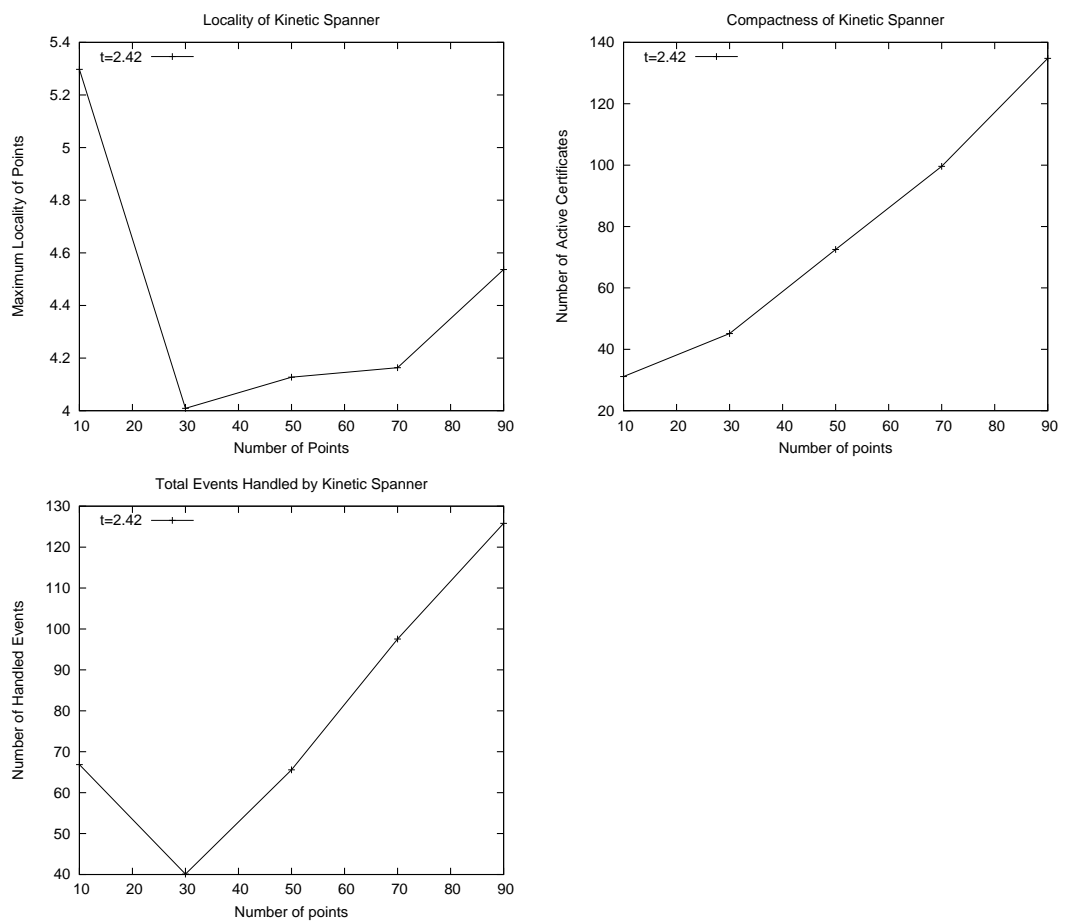 Locality of Kinetic Spanner
t=2.42
5.4
5.2
5
4.8
4.6
4.4
4.2
4
10 20 30 40 50 60 70 80 90
Maximum Locality of Points
Number of Points
Compactness of Kinetic Spanner
t=2.42
140
120
100
80
60
40
20
10 20 30 40 50 60 70 80 90
Number of Active Certificates
Number of points
Total Events Handled by Kinetic Spanner
t=2.42
130
120
110
100
90
80
70
60
50
40
10 20 30 40 50 60 70 80 90
Number of Handled Events
Number of points